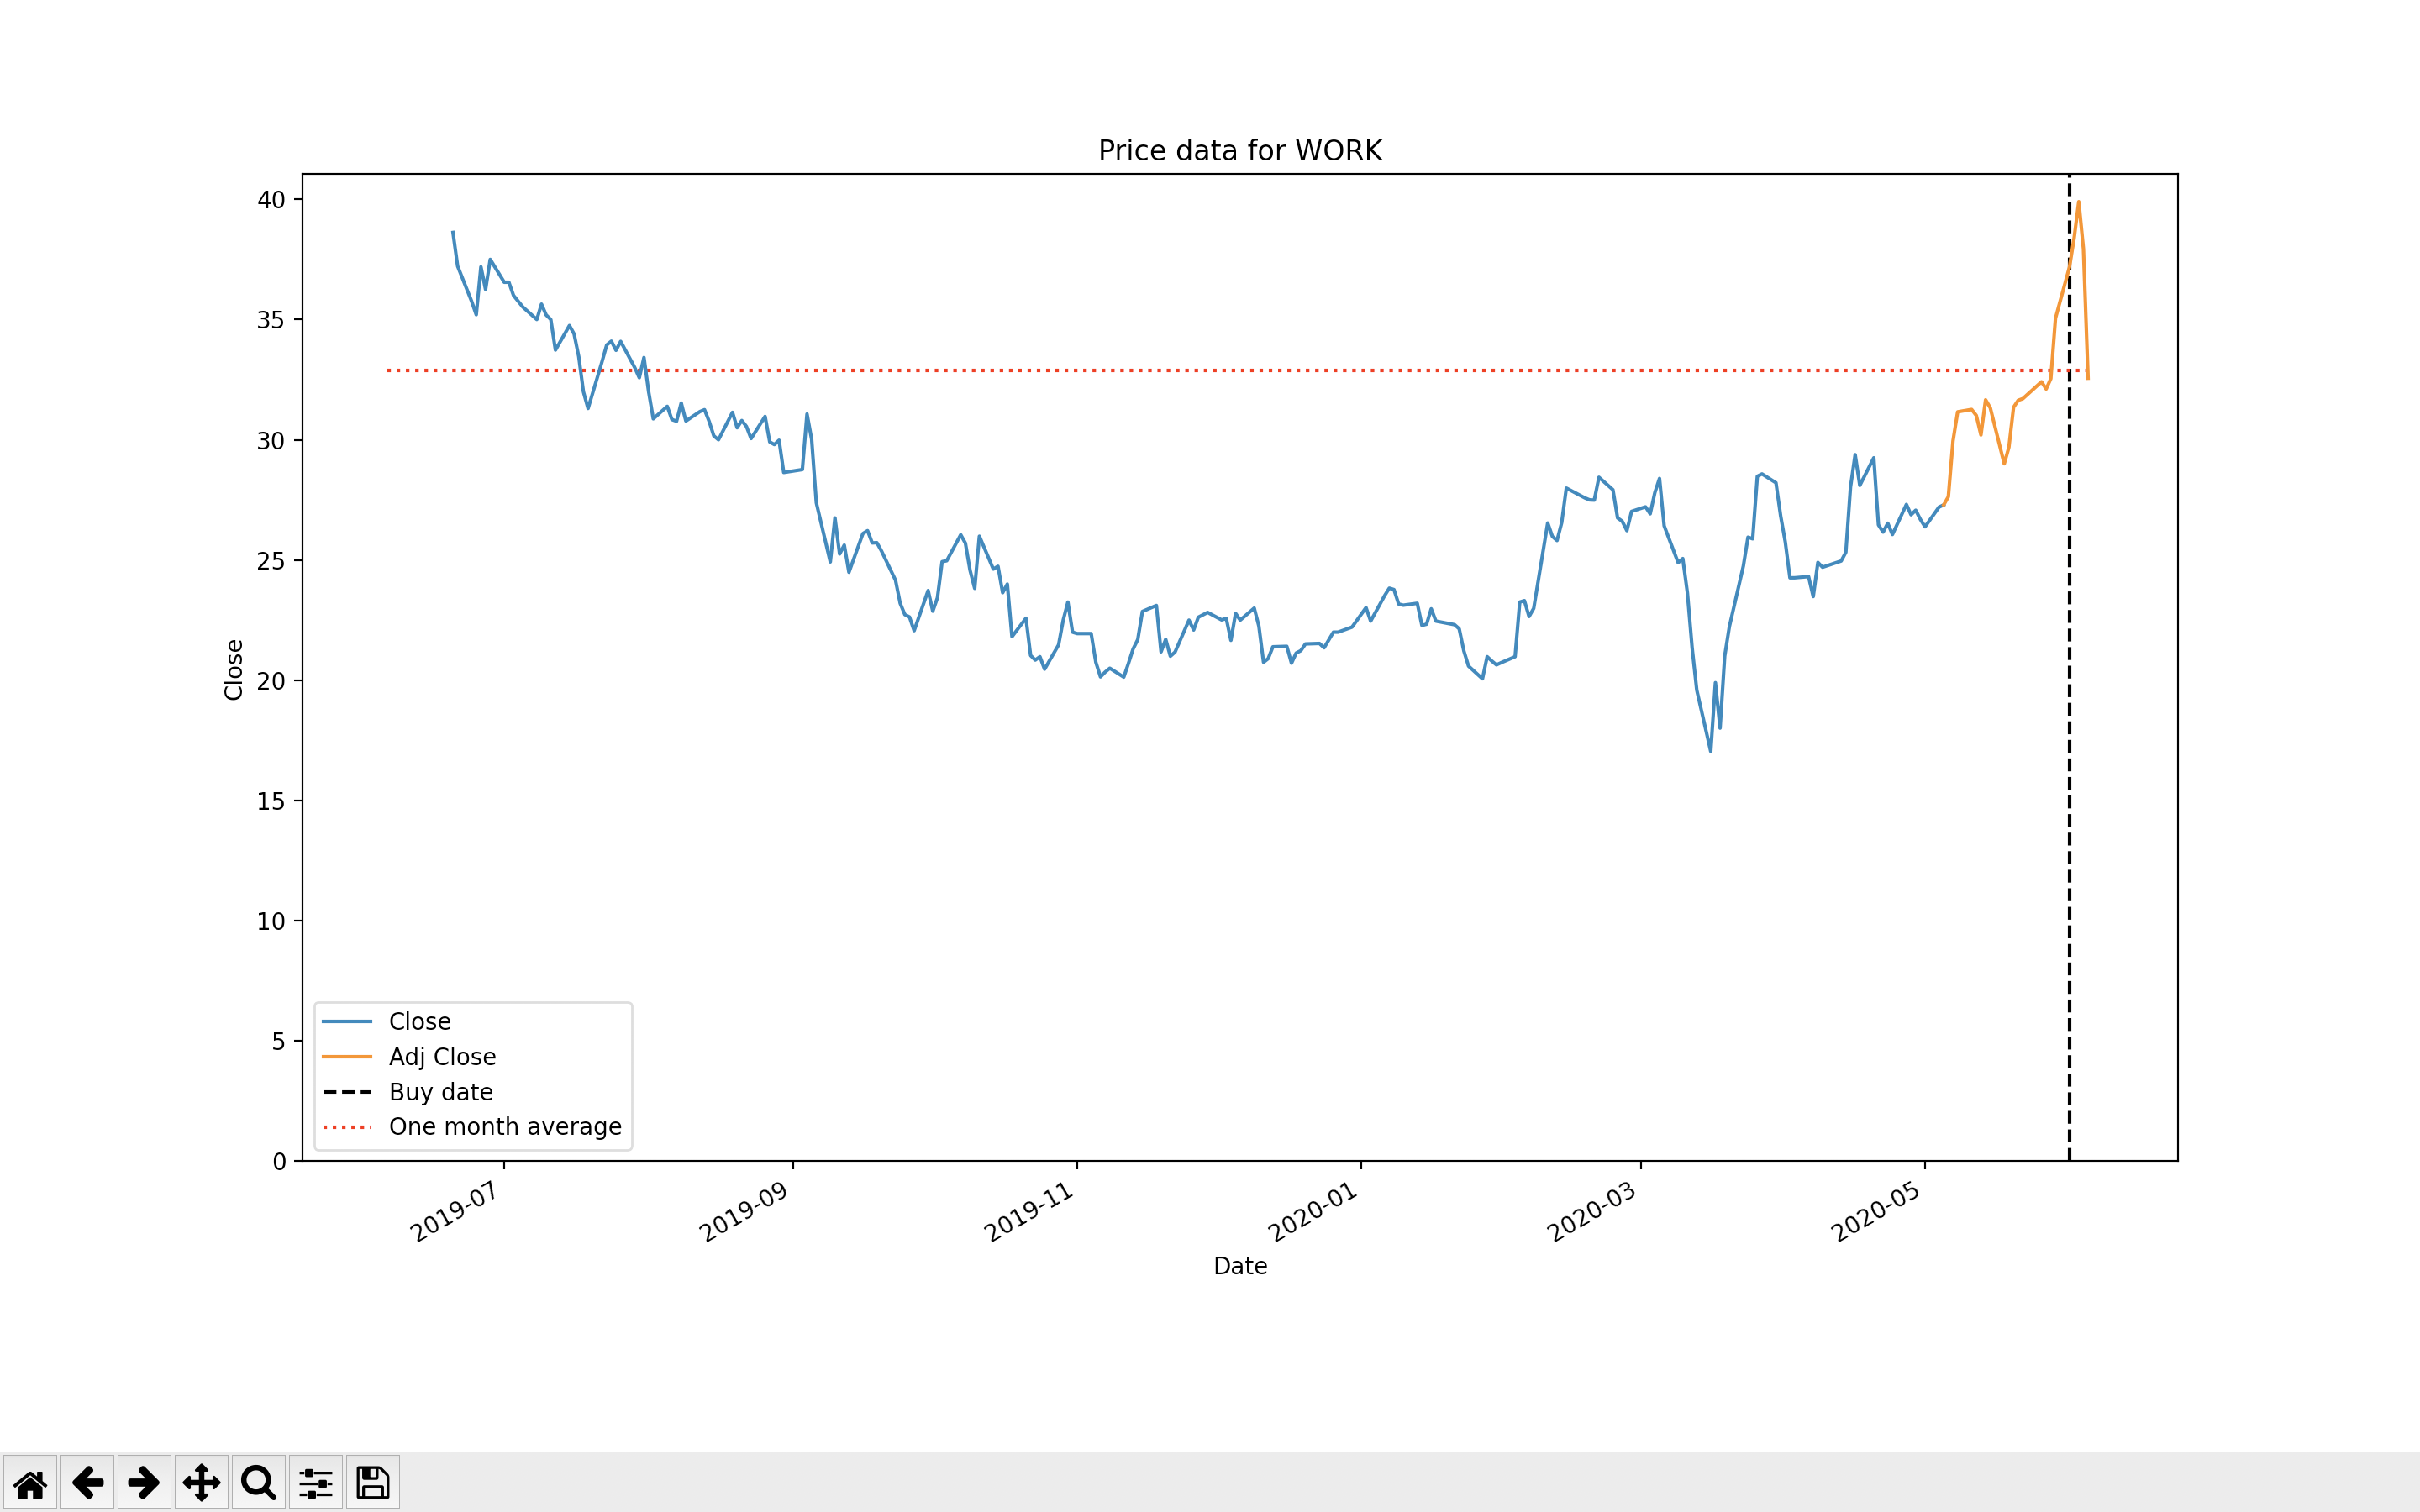 Price data for WORK
40
35
30
25
20
15
10
5
0
Close
Close
Adj Close
Buy date
One month average
2019-07
2019-09
2019-11
2020-01
2020-03
2020-05
Date